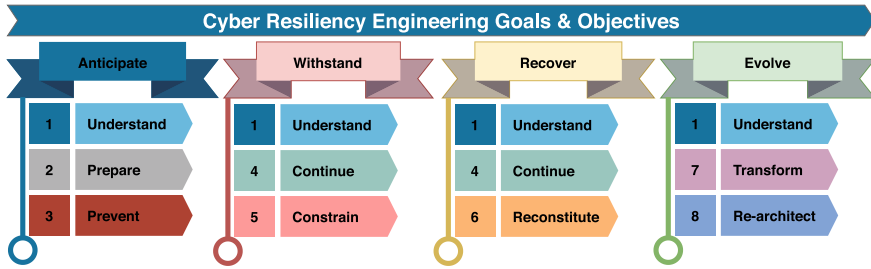 Cyber Resiliency Engineering Goals & Objectives
Anticipate
1 Understand
2 Prepare
3 Prevent
Withstand
1 Understand
4 Continue
5 Constrain
Recover
1 Understand
4 Continue
6 Reconstitute
Evolve
1 Understand
7 Transform
8 Re-architect